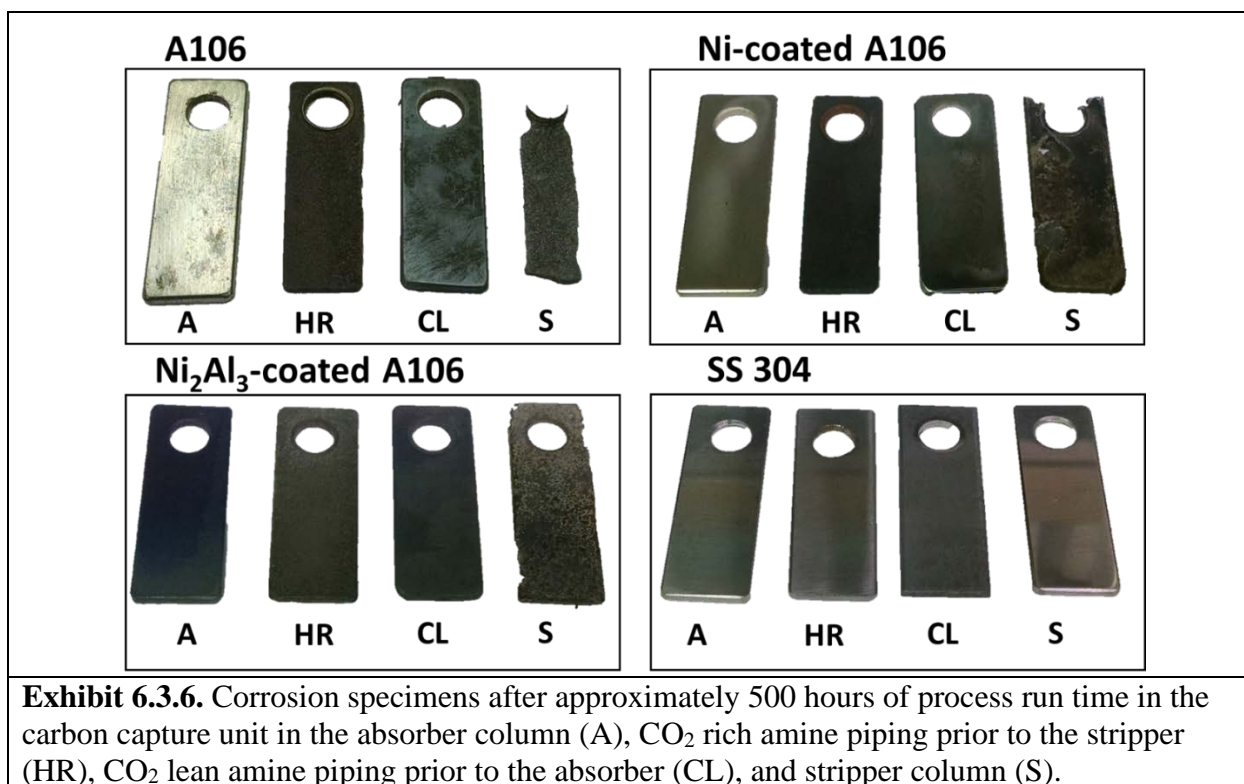 A106
Ni-coated A106
A HR CL S
A HR CL S
Ni₂Al₃-coated A106
SS 304
A HR CL S
A HR CL S
Exhibit 6.3.6. Corrosion specimens after approximately 500 hours of process run time in the
carbon capture unit in the absorber column (A), CO₂ rich amine piping prior to the stripper
(HR), CO₂ lean amine piping prior to the absorber (CL), and stripper column (S).